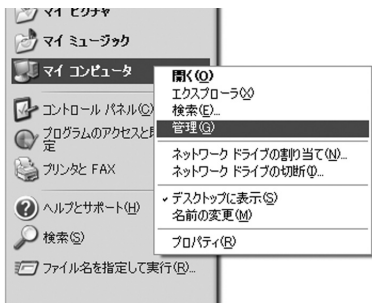 マイ ピクチャ
マイ ミュージック
マイ コンピュータ
コントロール パネル(C)
プログラムのアクセスと
定
プリンタと FAX
ヘルプとサポート(H)
検索(S)
ファイル名を指定して実行(R)...
開く(O)
エクスプローラ(X)
検索(E)...
管理(G)
ネットワーク ドライブの割り当て(N)...
ネットワーク ドライブの切断(I)...
デスクトップに表示(S)
名前の変更(M)
プロパティ(R)